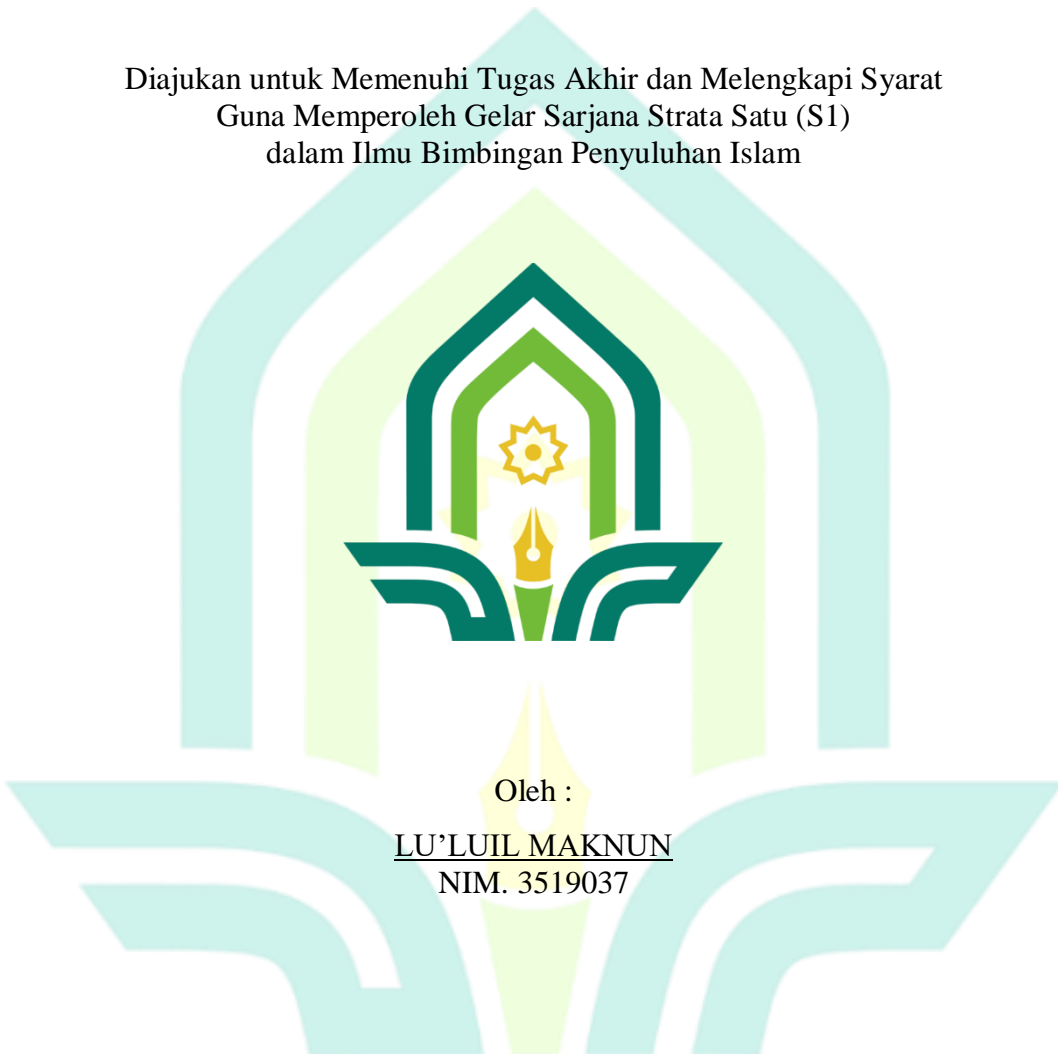 Diajukan untuk Memenuhi Tugas Akhir dan Melengkapi Syarat
Guna Memperoleh Gelar Sarjana Strata Satu (S1)
dalam Ilmu Bimbingan Penyuluhan Islam
Oleh :
LU’LUIL MAKNUN
NIM. 3519037